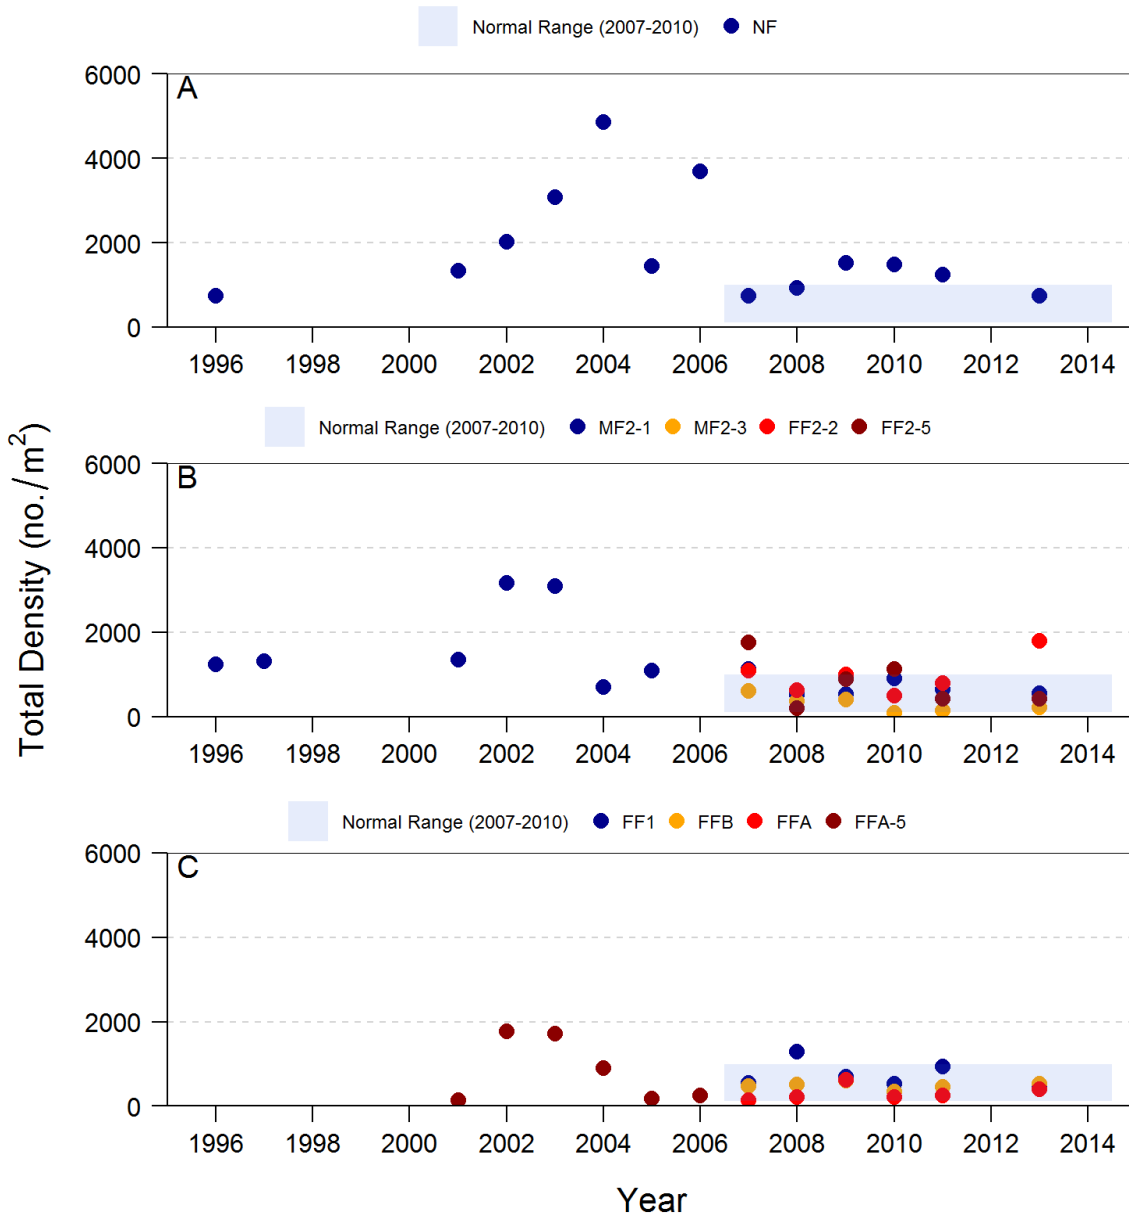 Normal Range (2007-2010) NF
A
6000
4000
2000
0
1996 1998 2000 2002 2004 2006 2008 2010 2012 2014
Normal Range (2007-2010) MF2-1 MF2-3 FF2-2 FF2-5
B
6000
4000
2000
0
1996 1998 2000 2002 2004 2006 2008 2010 2012 2014
Total Density (no./m²)
Normal Range (2007-2010) FF1 FFB FFA FFA-5
C
6000
4000
2000
0
1996 1998 2000 2002 2004 2006 2008 2010 2012 2014
Year